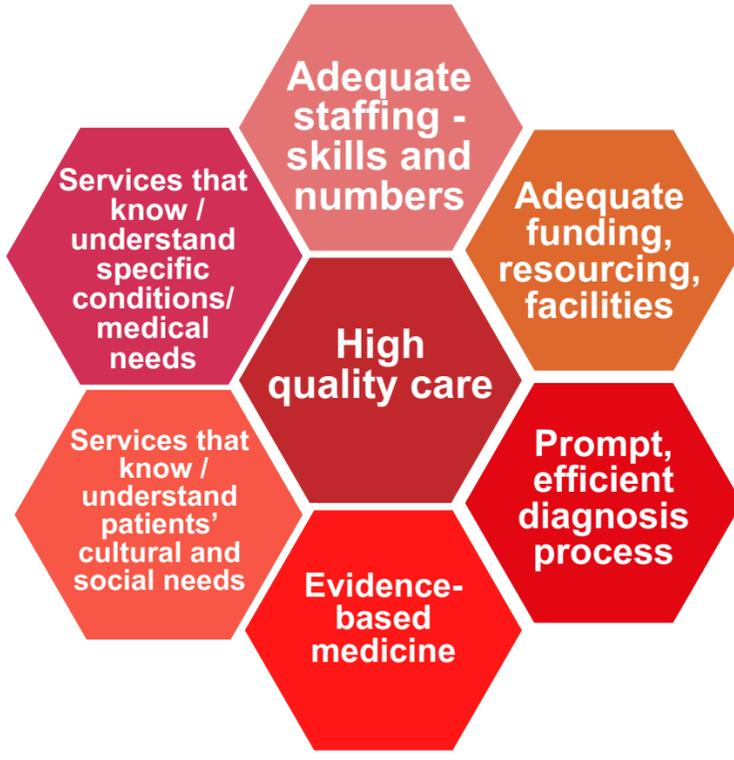 Adequate
staffing -
skills and
numbers
Services that
know /
understand
specific
conditions/
medical
needs
Adequate
funding,
resourcing,
facilities
High
quality care
Services that
know /
understand
patients’
cultural and
social needs
Prompt,
efficient
diagnosis
process
Evidence-
based
medicine